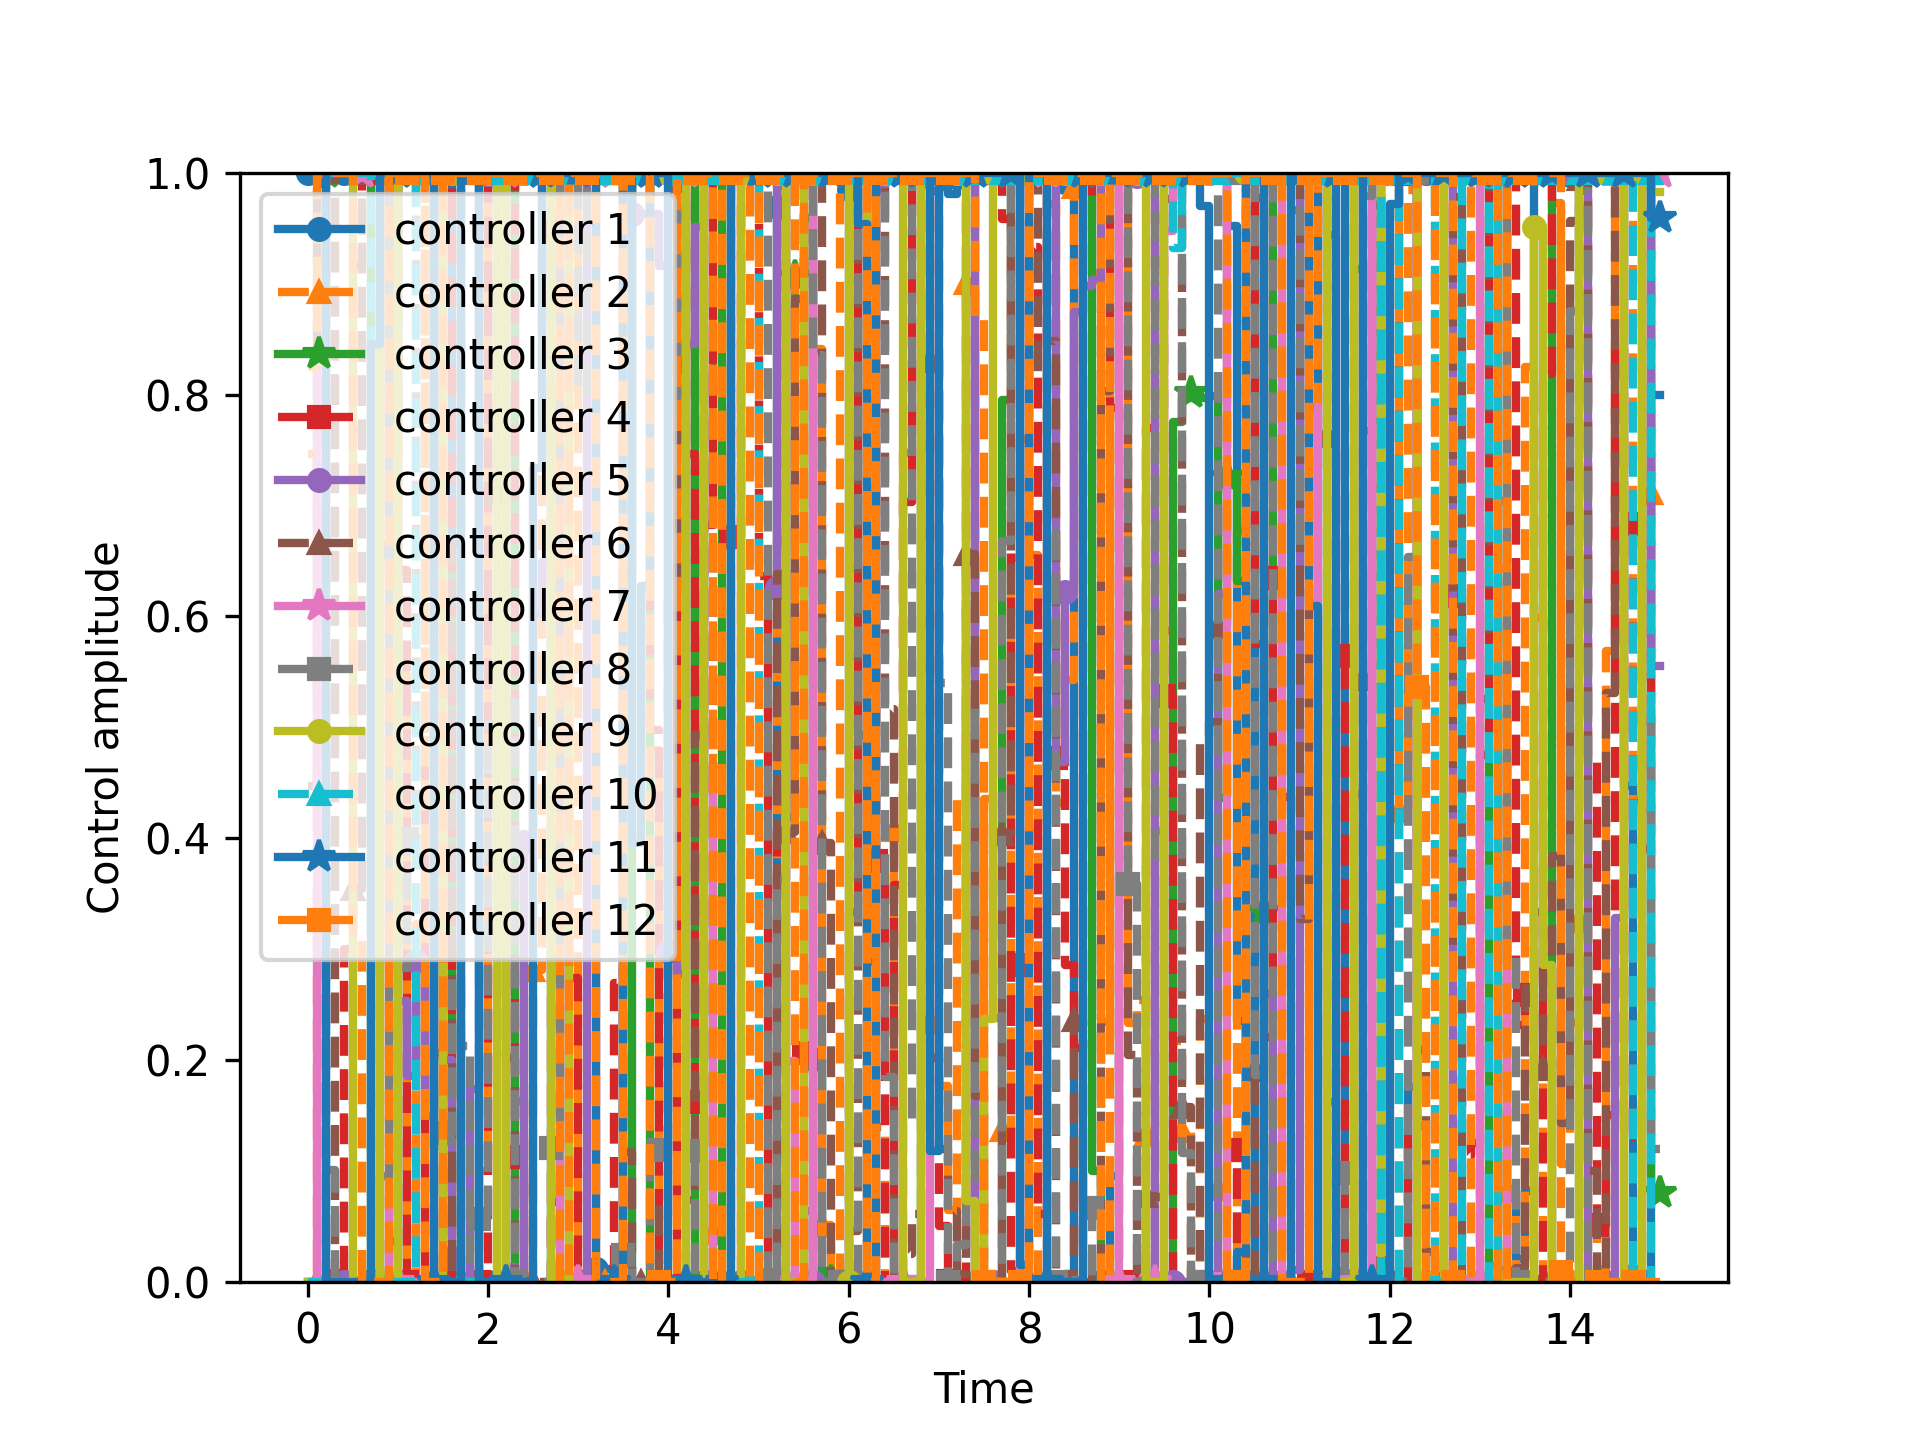 1.0
0.8
0.6
0.4
0.2
0.0
Control amplitude
controller 1
controller 2
controller 3
controller 4
controller 5
controller 6
controller 7
controller 8
controller 9
controller 10
controller 11
controller 12
0 2 4 6 8 10 12 14
Time